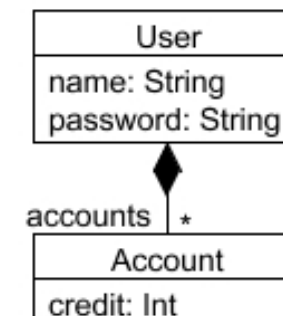 User
name: String
password: String
accounts *
Account
credit: Int